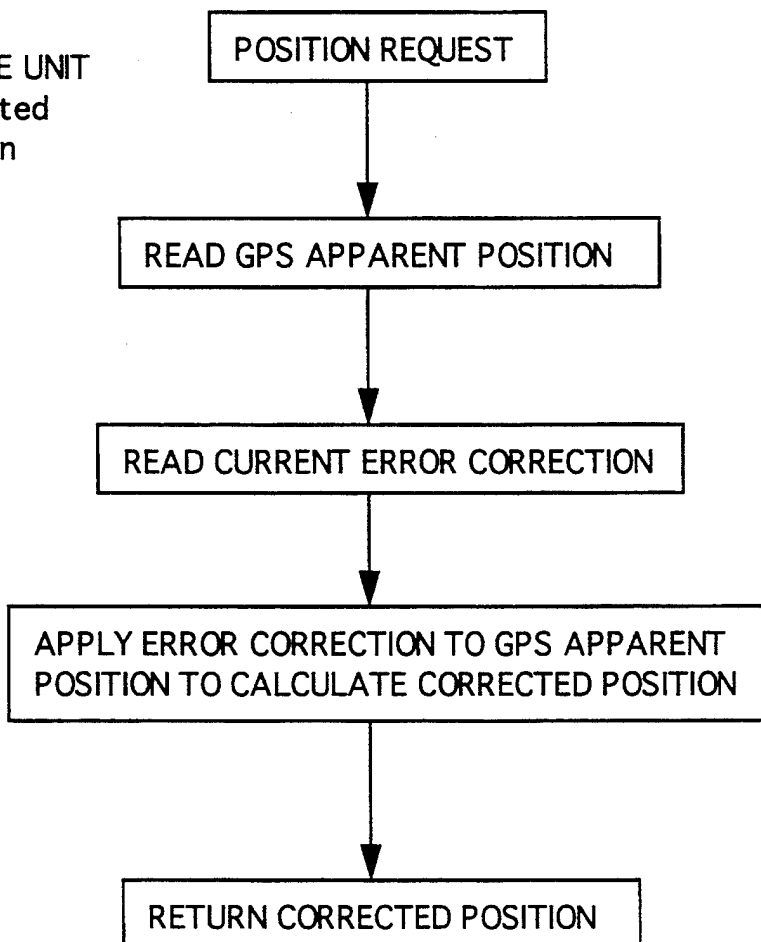 POSITION REQUEST
E UNIT
ted
n
READ GPS APPARENT POSITION
READ CURRENT ERROR CORRECTION
APPLY ERROR CORRECTION TO GPS APPARENT
POSITION TO CALCULATE CORRECTED POSITION
RETURN CORRECTED POSITION